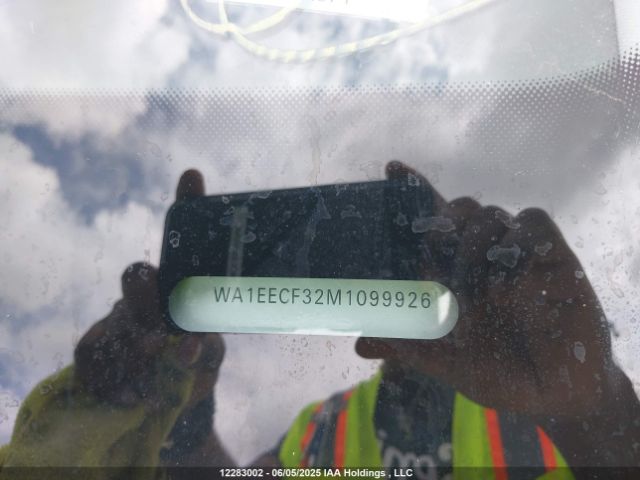 WA1EECF32M1099926
12283002 - 06/05/2025 IAA Holdings , LLC